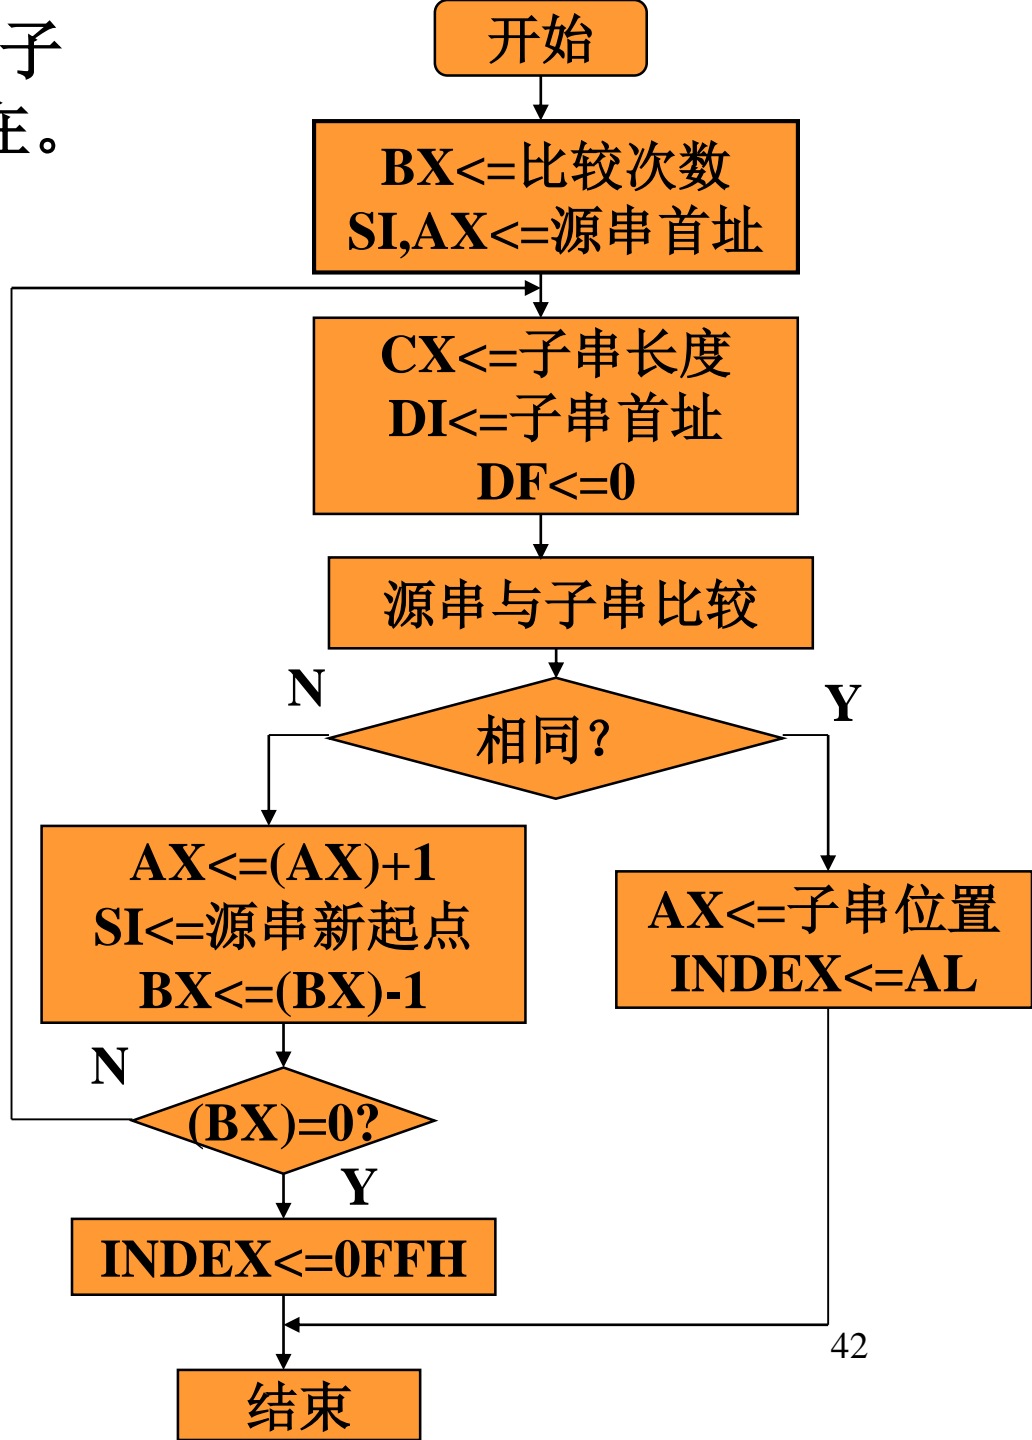 子
在。
开始
BX<=比较次数
SI,AX<=源串首址
CX<=子串长度
DI<=子串首址
DF<=0
源串与子串比较
N
Y
相同?
AX<=(AX)+1
SI<=源串新起点
BX<=(BX)-1
AX<=子串位置
INDEX<=AL
N
(BX)=0?
Y
INDEX<=0FFH
42
结束